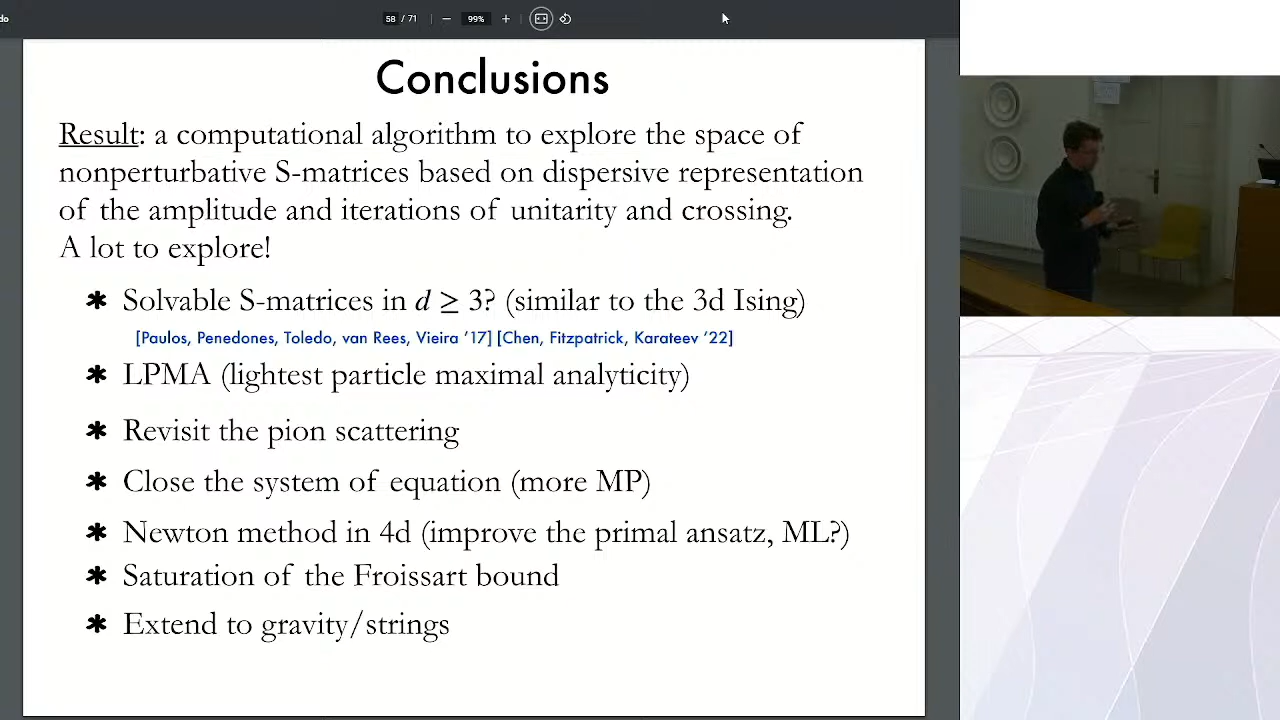 do
58 / 71
99%
Conclusions
Result: a computational algorithm to explore the space of
nonperturbative S-matrices based on dispersive representation
of the amplitude and iterations of unitarity and crossing.
A lot to explore!
* Solvable S-matrices in d ≥ 3? (similar to the 3d Ising)
[Paulos, Penedones, Toledo, van Rees, Vieira ’17] [Chen, Fitzpatrick, Karateev ’22]
* LPMA (lightest particle maximal analyticity)
* Revisit the pion scattering
* Close the system of equation (more MP)
* Newton method in 4d (improve the primal ansatz, ML?)
* Saturation of the Froissart bound
* Extend to gravity/strings